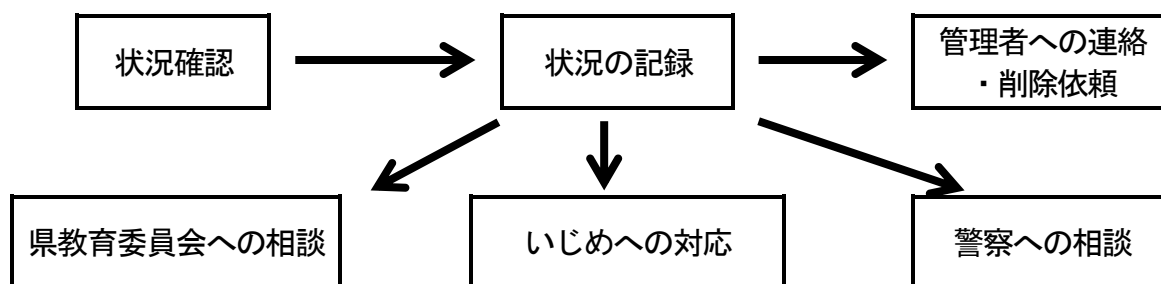 状況確認
状況の記録
管理者への連絡
・削除依頼
県教育委員会への相談
いじめへの対応
警察への相談